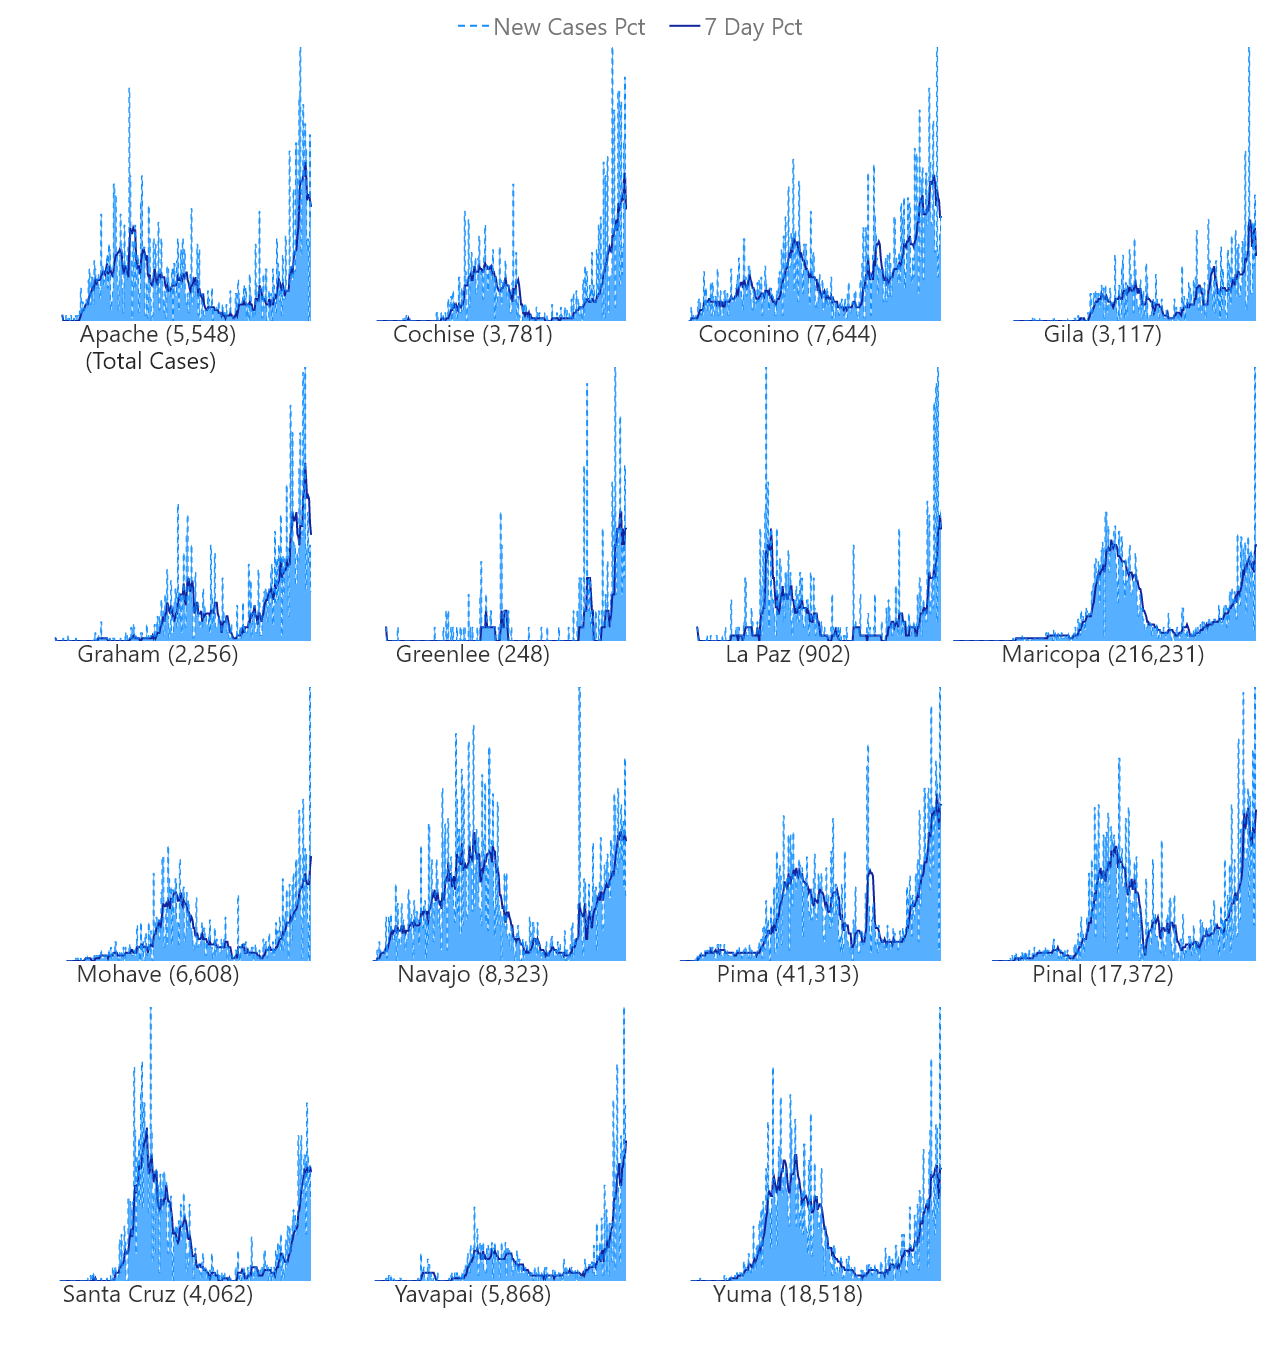 New Cases Pct 7 Day Pct
Apache (5,548)
(Total Cases)
Cochise (3,781)
Coconino (7,644)
Gila (3,117)
Graham (2,256)
Greenlee (248)
La Paz (902)
Maricopa (216,231)
Mohave (6,608)
Navajo (8,323)
Pima (41,313)
Pinal (17,372)
Santa Cruz (4,062)
Yavapai (5,868)
Yuma (18,518)